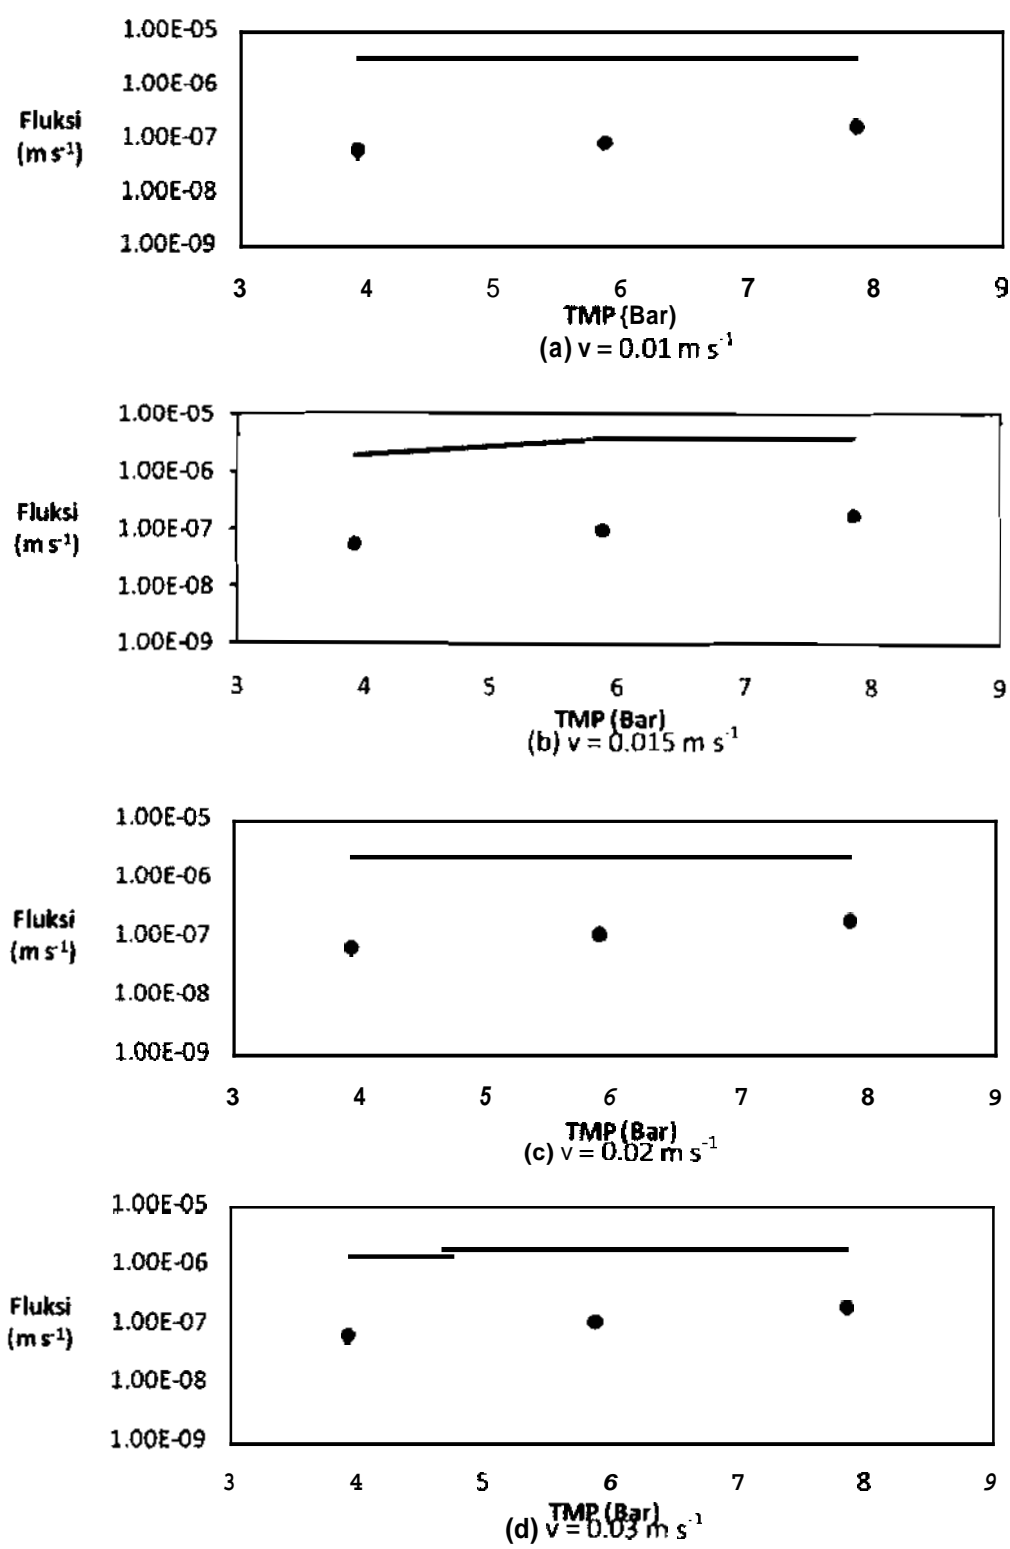 1.00E-05
1.00E-06
Fluksi
(m s⁻¹)
1.00E-07
1.00E-08
1.00E-09
3 4 5 6 7 8 9
TMP (Bar)
(a) v = 0.01 m s⁻¹
1.00E-05
1.00E-06
Fluksi
(m s⁻¹)
1.00E-07
1.00E-08
1.00E-09
3 4 5 6 7 8 9
TMP (Bar)
(b) v = 0.015 m s⁻¹
1.00E-05
1.00E-06
Fluksi
(m s⁻¹)
1.00E-07
1.00E-08
1.00E-09
3 4 5 6 7 8 9
TMP (Bar)
(c) v = 0.02 m s⁻¹
1.00E-05
1.00E-06
Fluksi
(m s⁻¹)
1.00E-07
1.00E-08
1.00E-09
3 4 5 6 7 8 9
TMP (Bar)
(d) v = 0.03 m s⁻¹